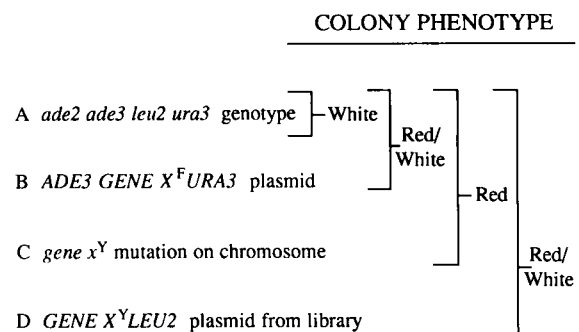 COLONY PHENOTYPE
A ade2 ade3 leu2 ura3 genotype
White
Red/
White
B ADE3 GENE X^F URA3 plasmid
Red
C gene x^Y mutation on chromosome
Red/
White
D GENE X^Y LEU2 plasmid from library